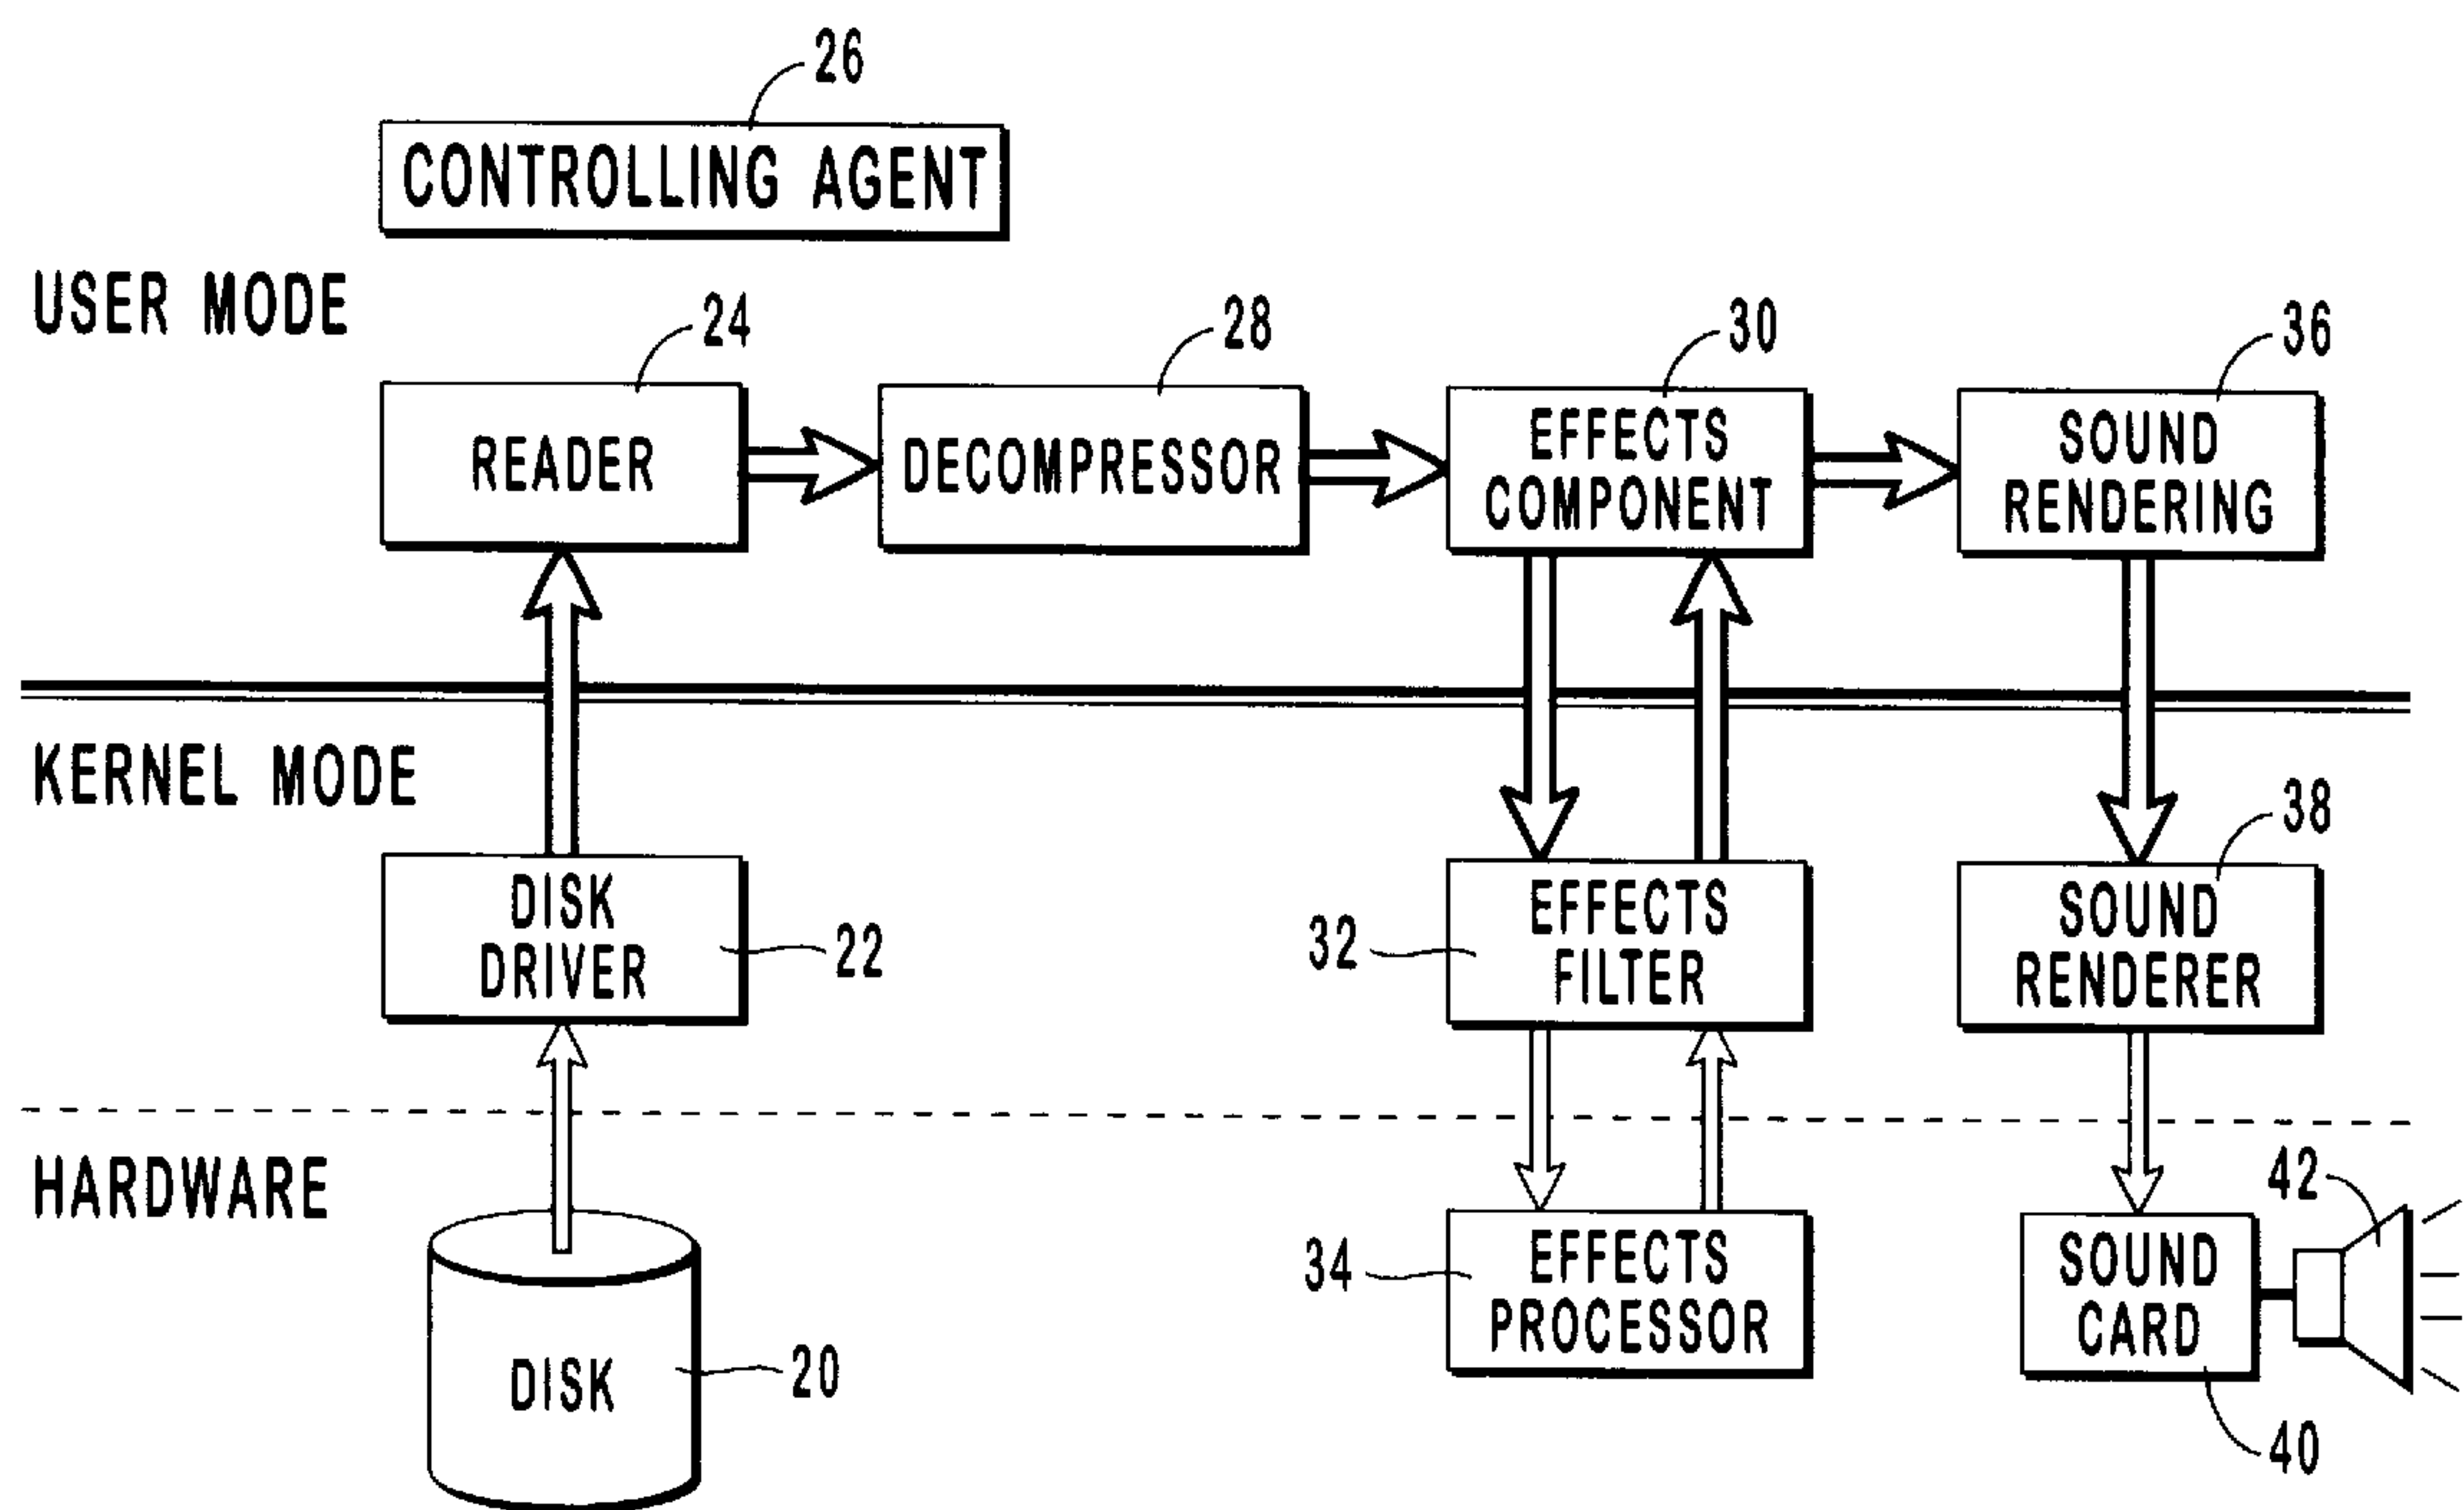 26
CONTROLLING AGENT
USER MODE
24
28
30
36
READER
DECOMPRESSOR
EFFECTS
COMPONENT
SOUND
RENDERING
KERNEL MODE
38
DISK
DRIVER
22
32
EFFECTS
FILTER
SOUND
RENDERER
HARDWARE
42
34
EFFECTS
PROCESSOR
SOUND
CARD
DISK
20
40